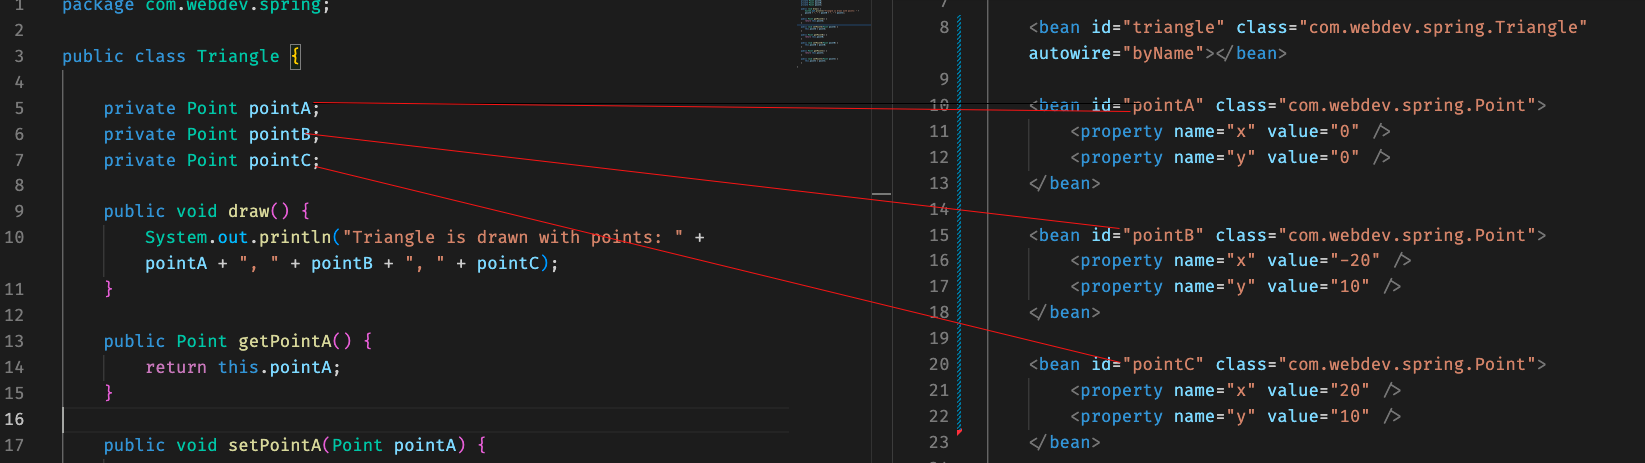 1 package com.webdev.spring;
2
3 public class Triangle {
4
5 private Point pointA;
6 private Point pointB;
7 private Point pointC;
8
9 public void draw() {
10 System.out.println("Triangle is drawn with points: " +
pointA + ", " + pointB + ", " + pointC);
11 }
12
13 public Point getPointA() {
14 return this.pointA;
15 }
16
17 public void setPointA(Point pointA) {
7
8 <bean id="triangle" class="com.webdev.spring.Triangle"
autowire="byName"></bean>
9
10 <bean id="pointA" class="com.webdev.spring.Point">
11 <property name="x" value="0" />
12 <property name="y" value="0" />
13 </bean>
14
15 <bean id="pointB" class="com.webdev.spring.Point">
16 <property name="x" value="-20" />
17 <property name="y" value="10" />
18 </bean>
19
20 <bean id="pointC" class="com.webdev.spring.Point">
21 <property name="x" value="20" />
22 <property name="y" value="10" />
23 </bean>